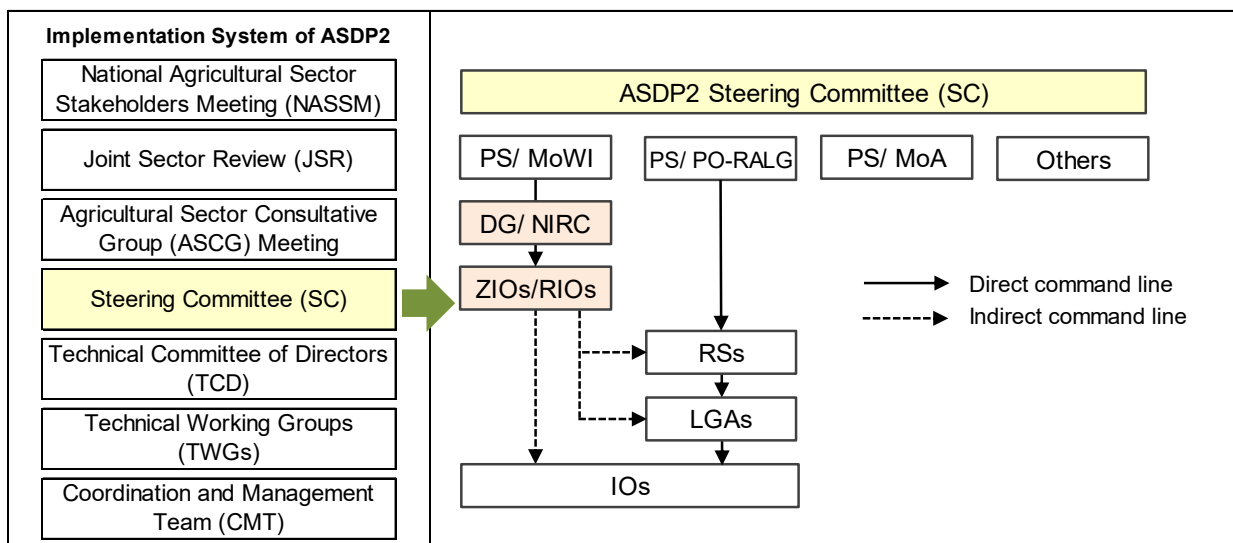 Implementation System of ASDP2
National Agricultural Sector
Stakeholders Meeting (NASSM)
Joint Sector Review (JSR)
Agricultural Sector Consultative
Group (ASCG) Meeting
Steering Committee (SC)
Technical Committee of Directors
(TCD)
Technical Working Groups
(TWGs)
Coordination and Management
Team (CMT)
ASDP2 Steering Committee (SC)
PS/ MoWI
PS/ PO-RALG
PS/ MoA
Others
DG/ NIRC
ZIOs/RIOs
Direct command line
Indirect command line
RSs
LGAs
IOs